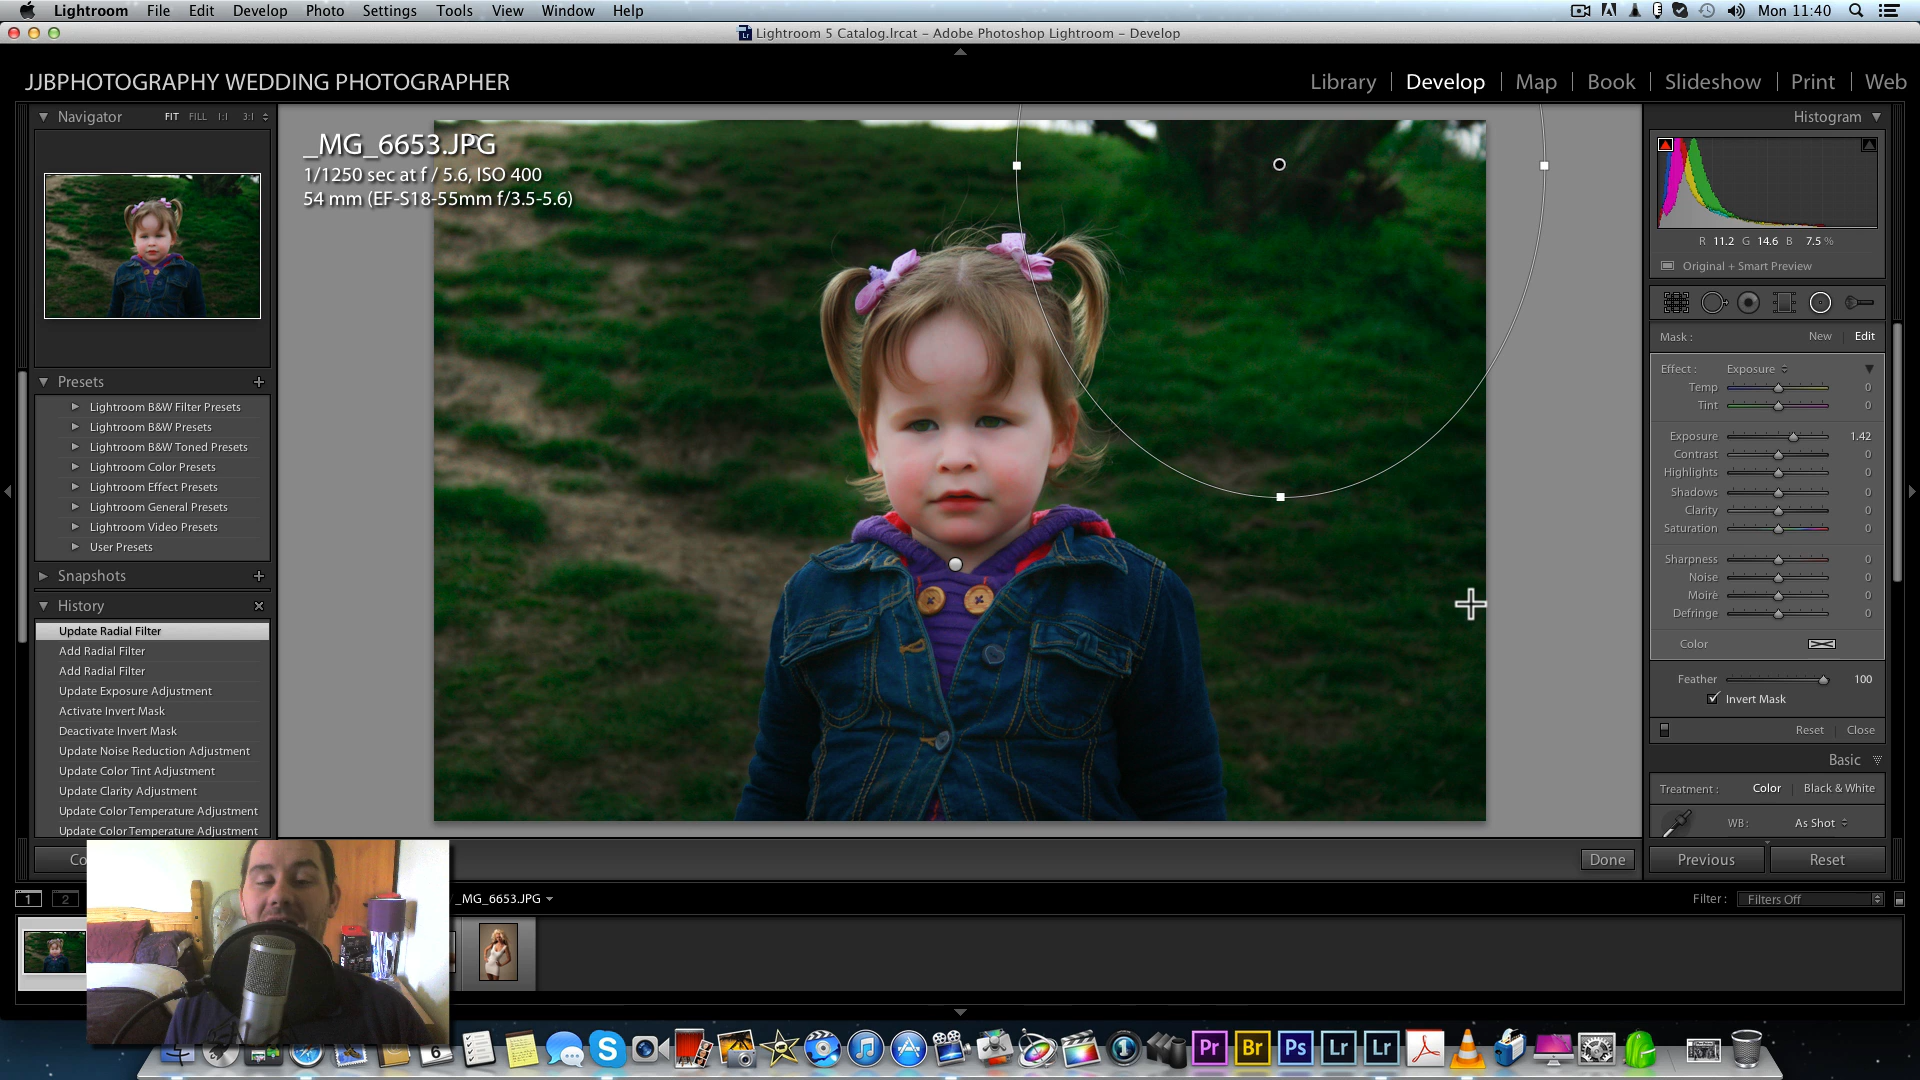 Lightroom File Edit Develop Photo Settings Tools View Window Help
Mon 11:40
Lightroom 5 Catalog.lrcat – Adobe Photoshop Lightroom – Develop
JJBPHOTOGRAPHY WEDDING PHOTOGRAPHER
Library | Develop | Map | Book | Slideshow | Print | Web
Navigator FIT FILL 1:1 3:1
_MG_6653.JPG
1/1250 sec at f / 5.6, ISO 400
54 mm (EF-S18-55mm f/3.5-5.6)
Presets +
Lightroom B&W Filter Presets
Lightroom B&W Presets
Lightroom B&W Toned Presets
Lightroom Color Presets
Lightroom Effect Presets
Lightroom General Presets
Lightroom Video Presets
User Presets
Snapshots +
History ×
Update Radial Filter
Add Radial Filter
Add Radial Filter
Update Exposure Adjustment
Activate Invert Mask
Deactivate Invert Mask
Update Noise Reduction Adjustment
Update Color Tint Adjustment
Update Clarity Adjustment
Update Color Temperature Adjustment
Update Color Temperature Adjustment
Co
Histogram
R 11.2 G 14.6 B 7.5 %
Original + Smart Preview
Mask : New Edit
Effect : Exposure
Temp 0
Tint 0
Exposure 1.42
Contrast 0
Highlights 0
Shadows 0
Clarity 0
Saturation 0
Sharpness 0
Noise 0
Moiré 0
Defringe 0
Color
Feather 100
Invert Mask
Reset Close
Basic
Treatment : Color Black & White
WB : As Shot
Done
Previous Reset
1 2
_MG_6653.JPG
Filter : Filters Off
6
S
1
Pr Br Ps Lr Lr